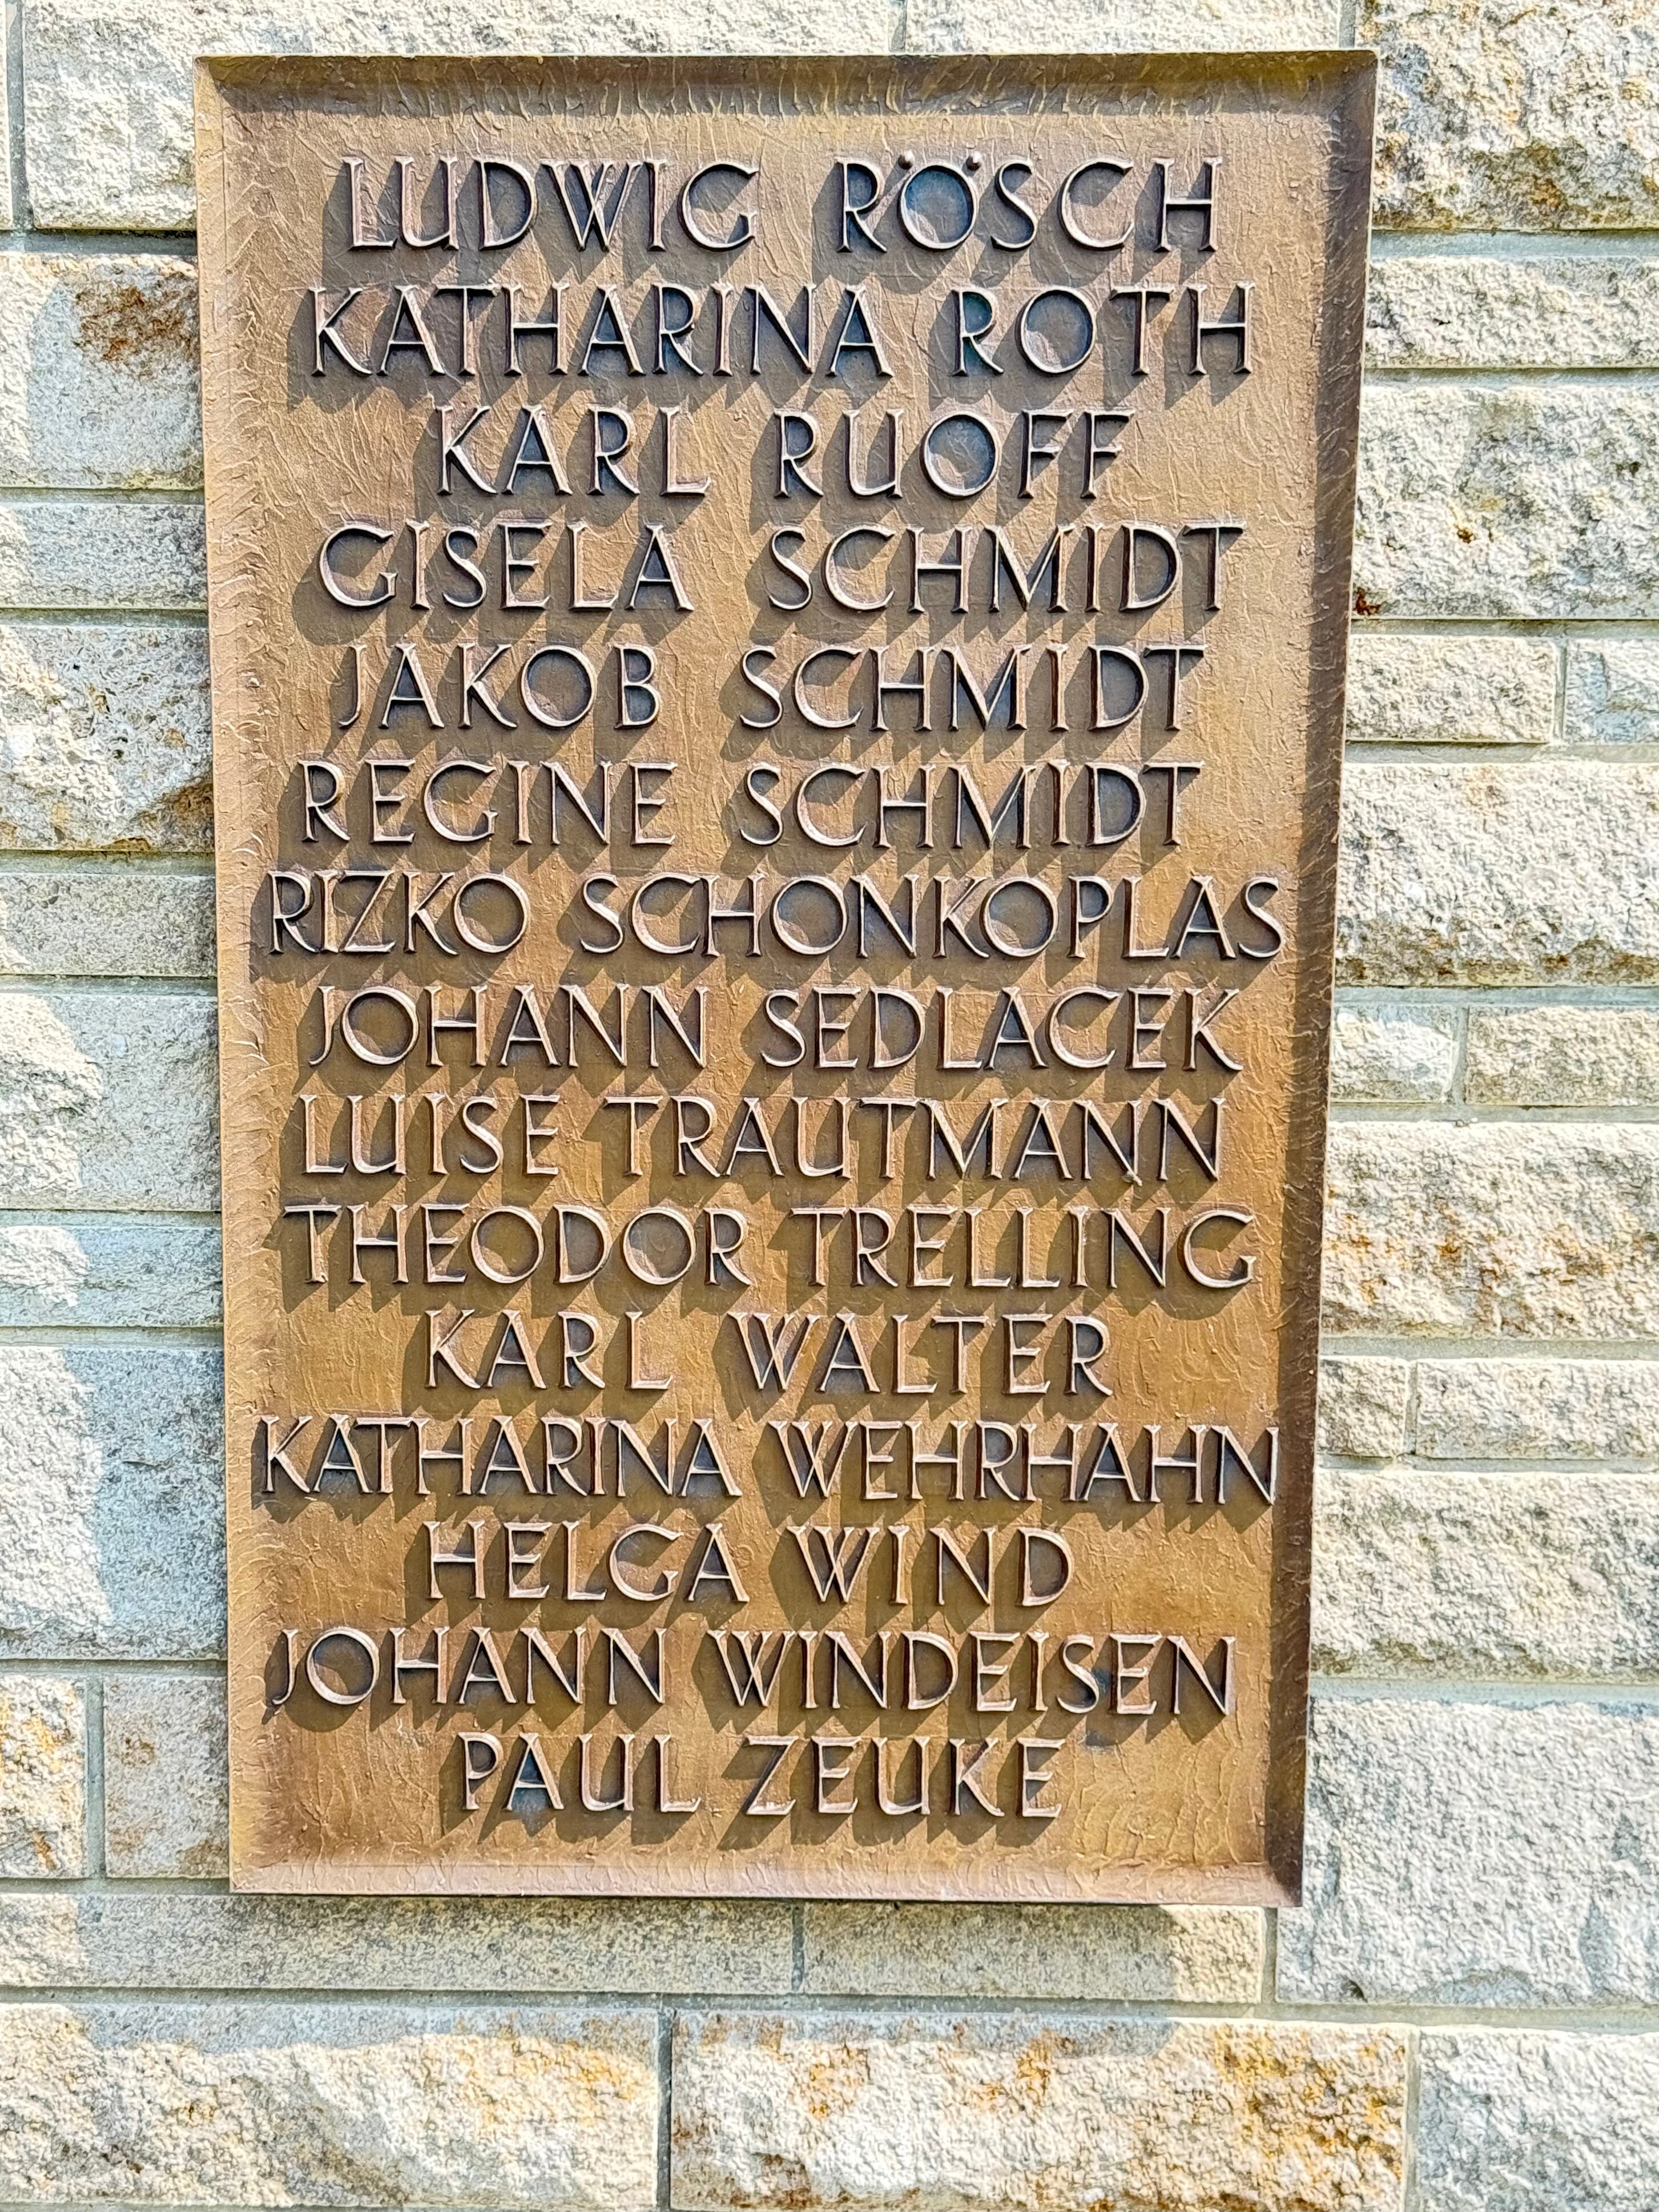 LUDWIG RÖSCH
KATHARINA ROTH
KARL RUOFF
GISELA SCHMIDT
JAKOB SCHMIDT
REGINE SCHMIDT
RIZKO SCHONKOPLAS
JOHANN SEDLACEK
LUISE TRAUTMANN
THEODOR TRELLING
KARL WALTER
KATHARINA WEHRHAHN
HELGA WIND
JOHANN WINDEISEN
PAUL ZEUKE